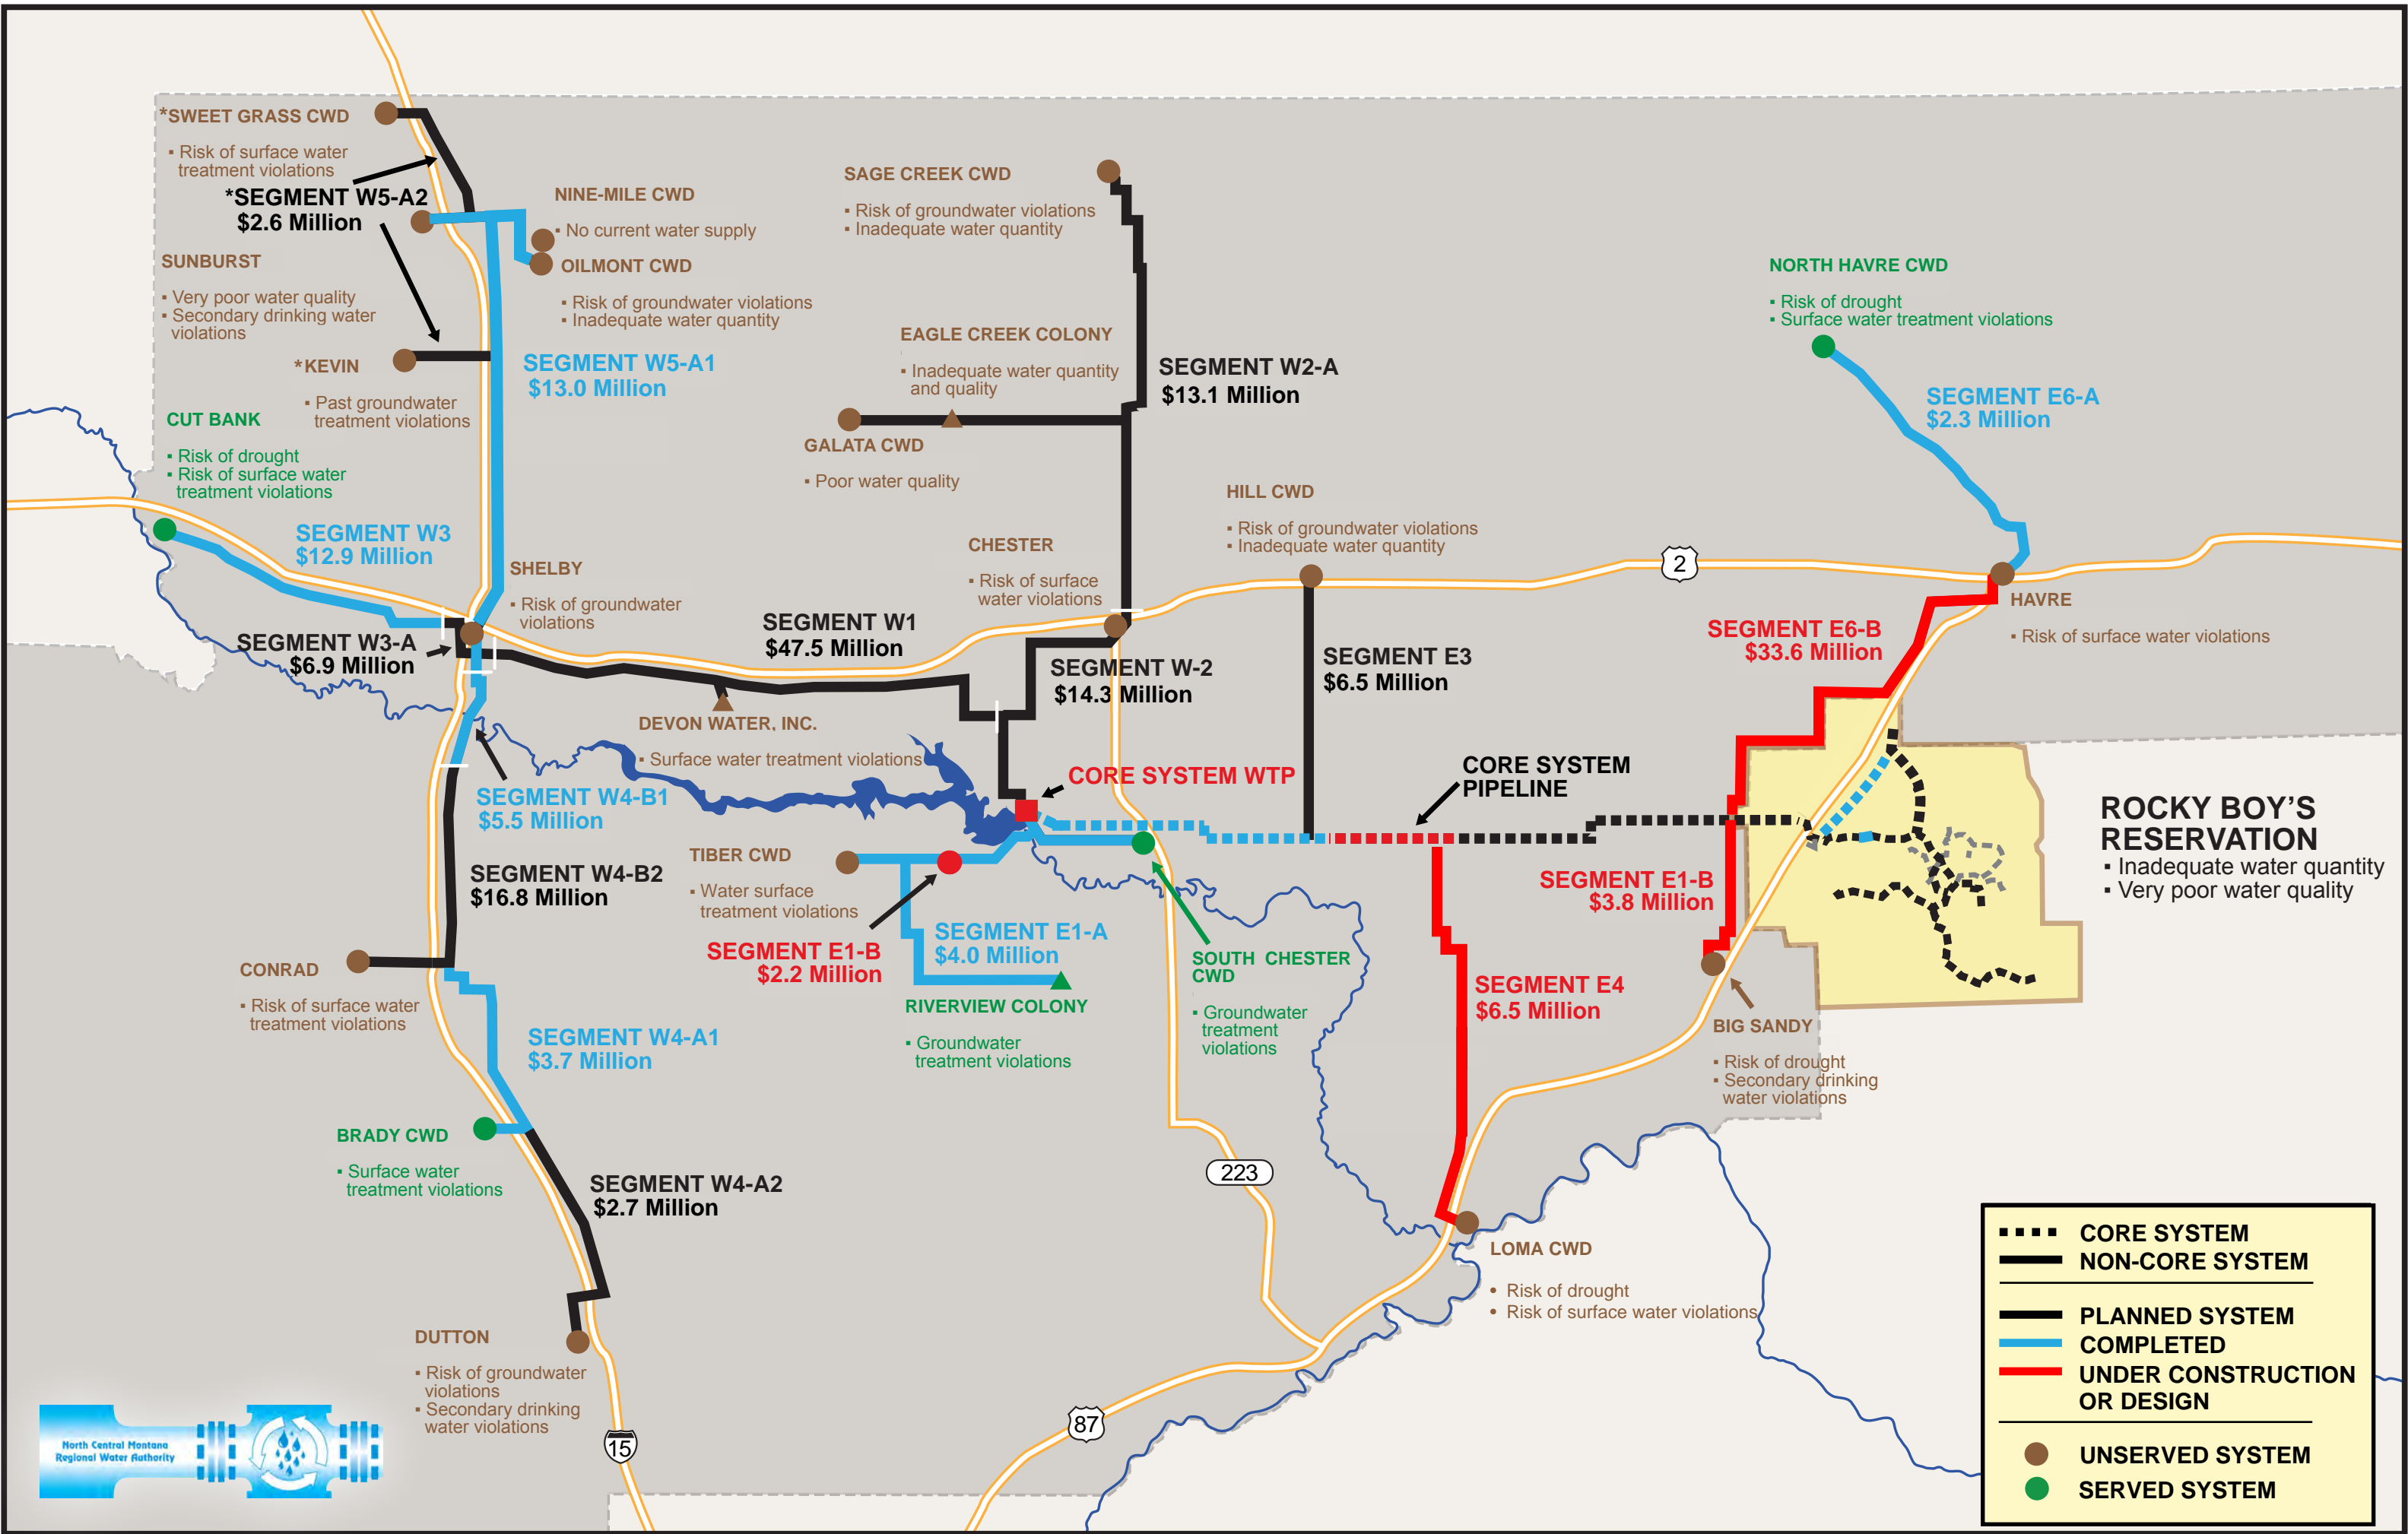 *SWEET GRASS CWD
▪ Risk of surface water
treatment violations
*SEGMENT W5-A2
$2.6 Million
NINE-MILE CWD
▪ No current water supply
OILMONT CWD
▪ Risk of groundwater violations
▪ Inadequate water quantity
SUNBURST
▪ Very poor water quality
▪ Secondary drinking water
violations
*KEVIN
▪ Past groundwater
treatment violations
SEGMENT W5-A1
$13.0 Million
CUT BANK
▪ Risk of drought
▪ Risk of surface water
treatment violations
SEGMENT W3
$12.9 Million
SHELBY
▪ Risk of groundwater
violations
SEGMENT W3-A
$6.9 Million
SAGE CREEK CWD
▪ Risk of groundwater violations
▪ Inadequate water quantity
EAGLE CREEK COLONY
▪ Inadequate water quantity
and quality
SEGMENT W2-A
$13.1 Million
GALATA CWD
▪ Poor water quality
CHESTER
▪ Risk of surface
water violations
HILL CWD
▪ Risk of groundwater violations
▪ Inadequate water quantity
2
NORTH HAVRE CWD
▪ Risk of drought
▪ Surface water treatment violations
SEGMENT E6-A
$2.3 Million
HAVRE
▪ Risk of surface water violations
SEGMENT E6-B
$33.6 Million
SEGMENT W1
$47.5 Million
SEGMENT W-2
$14.3 Million
SEGMENT E3
$6.5 Million
DEVON WATER, INC.
▪ Surface water treatment violations
CORE SYSTEM WTP
CORE SYSTEM
PIPELINE
ROCKY BOY'S
RESERVATION
▪ Inadequate water quantity
▪ Very poor water quality
SEGMENT W4-B1
$5.5 Million
SEGMENT W4-B2
$16.8 Million
TIBER CWD
▪ Water surface
treatment violations
SEGMENT E1-B
$2.2 Million
SEGMENT E1-A
$4.0 Million
RIVERVIEW COLONY
▪ Groundwater
treatment violations
SOUTH CHESTER
CWD
▪ Groundwater
treatment
violations
SEGMENT E1-B
$3.8 Million
SEGMENT E4
$6.5 Million
BIG SANDY
▪ Risk of drought
▪ Secondary drinking
water violations
CONRAD
▪ Risk of surface water
treatment violations
SEGMENT W4-A1
$3.7 Million
BRADY CWD
▪ Surface water
treatment violations
SEGMENT W4-A2
$2.7 Million
223
LOMA CWD
• Risk of drought
• Risk of surface water violations
DUTTON
▪ Risk of groundwater
violations
▪ Secondary drinking
water violations
15
87
North Central Montana
Regional Water Authority
CORE SYSTEM
NON-CORE SYSTEM
PLANNED SYSTEM
COMPLETED
UNDER CONSTRUCTION
OR DESIGN
UNSERVED SYSTEM
SERVED SYSTEM